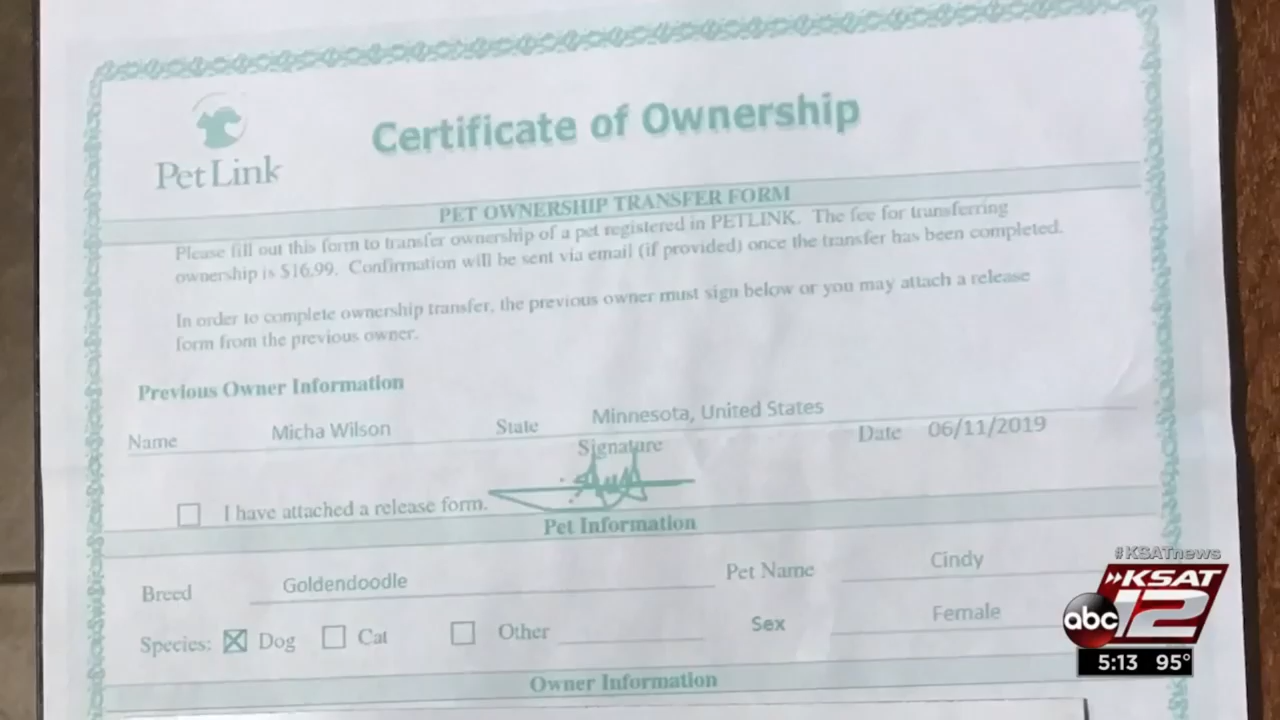 PetLink
Certificate of Ownership
PET OWNERSHIP TRANSFER FORM
Please fill out this form to transfer ownership of a pet registered in PETLINK. The fee for transferring
ownership is $16.99. Confirmation will be sent via email (if provided) once the transfer has been completed.
In order to complete ownership transfer, the previous owner must sign below or you may attach a release
form from the previous owner.
Previous Owner Information
Name Micha Wilson State Minnesota, United States Date 06/11/2019
Signature
I have attached a release form.
Pet Information
Breed Goldendoodle Pet Name Cindy
Species: Dog Cat Other Sex Female
Owner Information
#KSATnews
KSAT
abc 12
5:13 95°